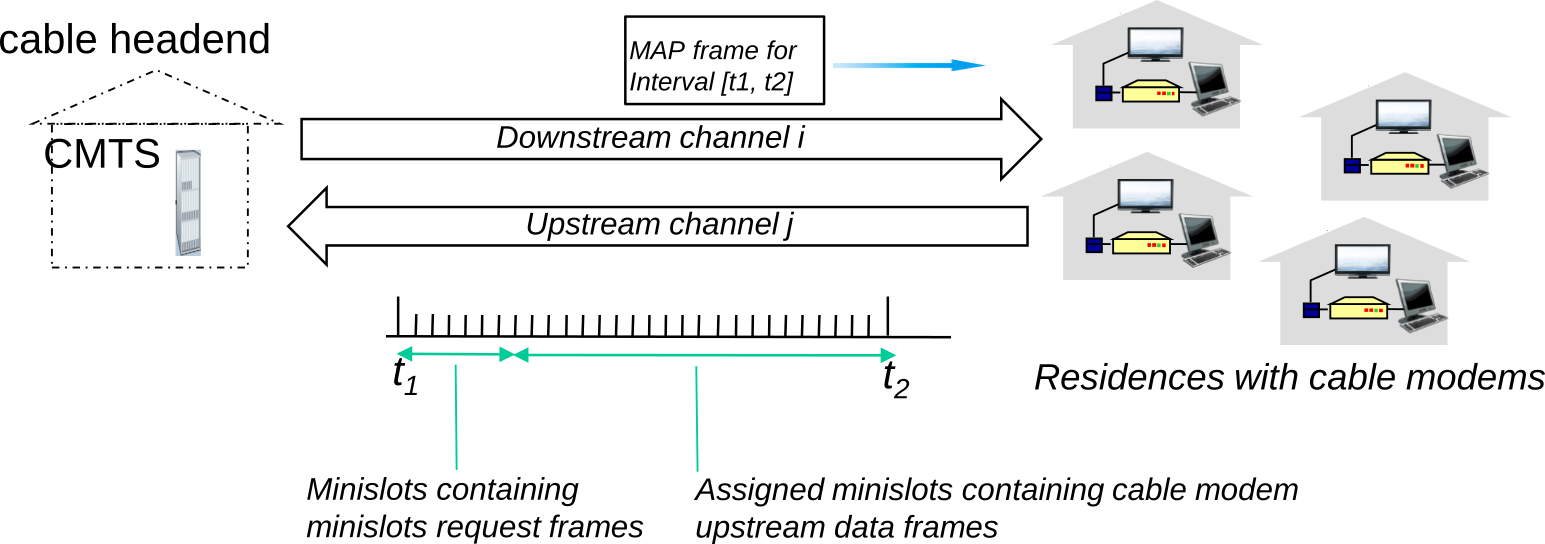 cable headend
MAP frame for
Interval [t1, t2]
CMTS
Downstream channel i
Upstream channel j
t1
t2
Residences with cable modems
Minislots containing
minislots request frames
Assigned minislots containing cable modem
upstream data frames